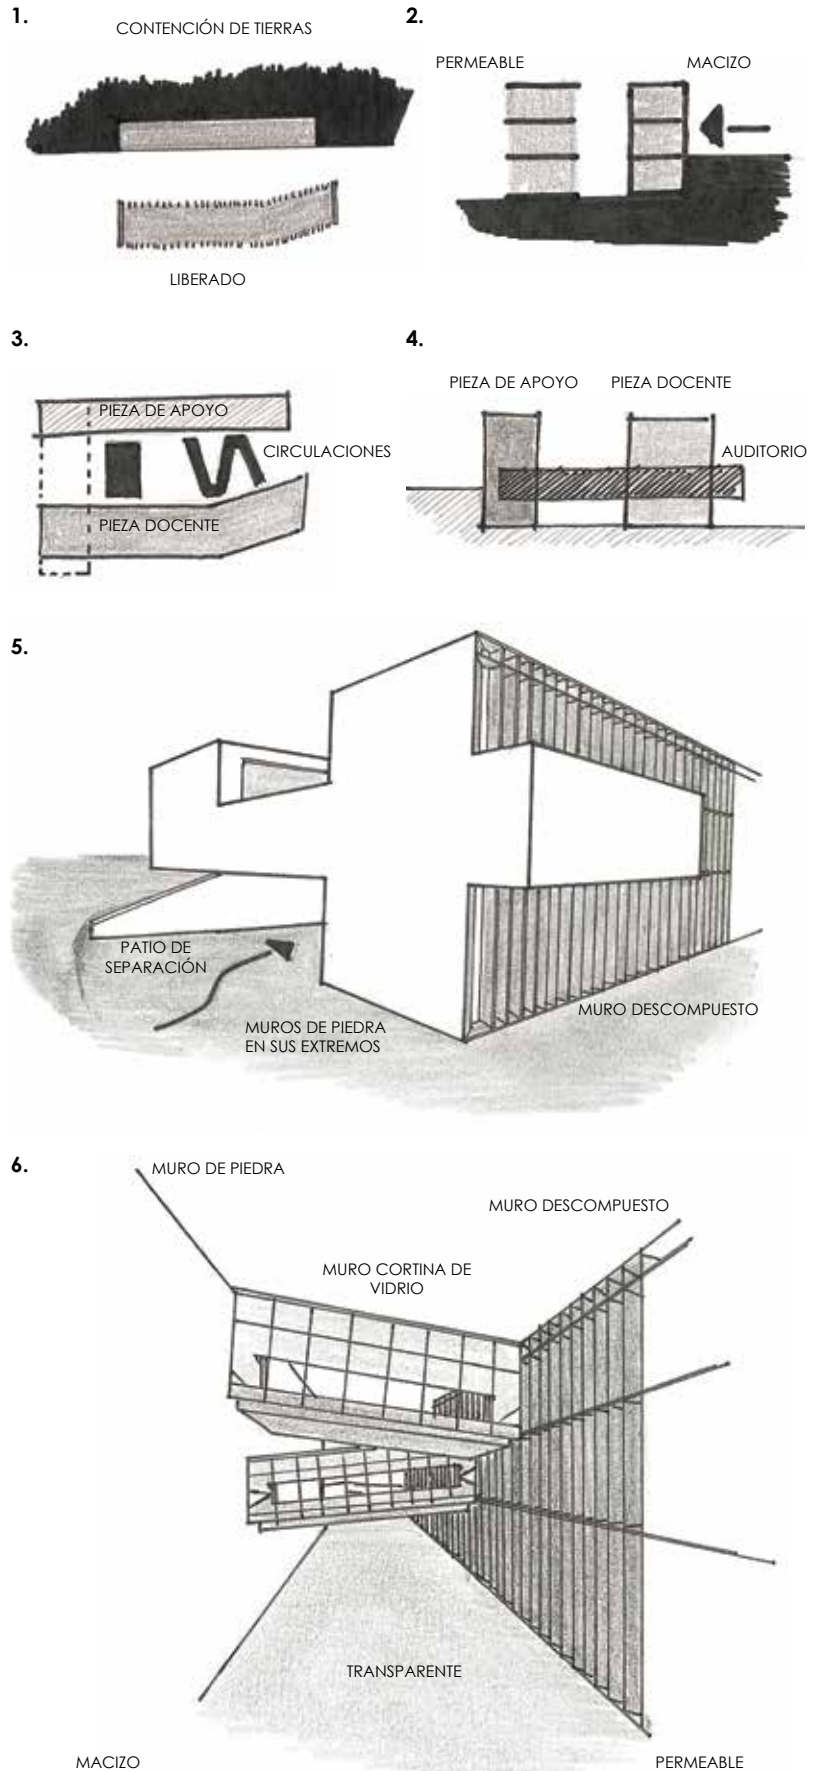 1.
CONTENCIÓN DE TIERRAS
LIBERADO
2.
PERMEABLE
MACIZO
3.
PIEZA DE APOYO
CIRCULACIONES
PIEZA DOCENTE
4.
PIEZA DE APOYO
PIEZA DOCENTE
AUDITORIO
5.
PATIO DE
SEPARACIÓN
MUROS DE PIEDRA
EN SUS EXTREMOS
MURO DESCOMPUESTO
6.
MURO DE PIEDRA
MURO DESCOMPUESTO
MURO CORTINA DE
VIDRIO
TRANSPARENTE
MACIZO
PERMEABLE